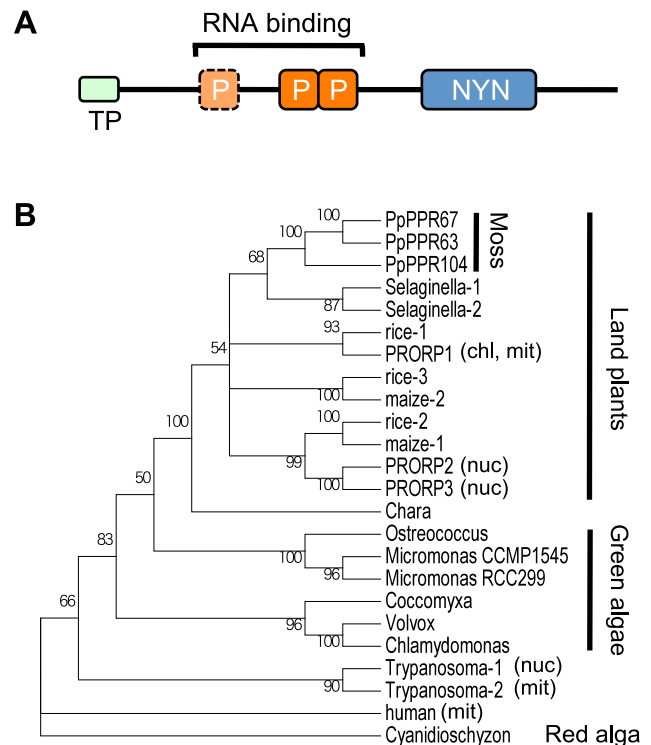 A
RNA binding
P
P P
NYN
TP
B
100 PpPPR67
PpPPR63
100
PpPPR104
Moss
68
Selaginella-1
87 Selaginella-2
93 rice-1
PRORP1 (chl, mit)
54
rice-3
100 maize-2
100 rice-2
maize-1
99
PRORP2 (nuc)
100 PRORP3 (nuc)
Land plants
100
Chara
50
Ostreococcus
100
Micromonas CCMP1545
96 Micromonas RCC299
83
Coccomyxa
96
Volvox
100 Chlamydomonas
Green algae
66
Trypanosoma-1 (nuc)
90 Trypanosoma-2 (mit)
human (mit)
Cyanidioschyzon Red alga